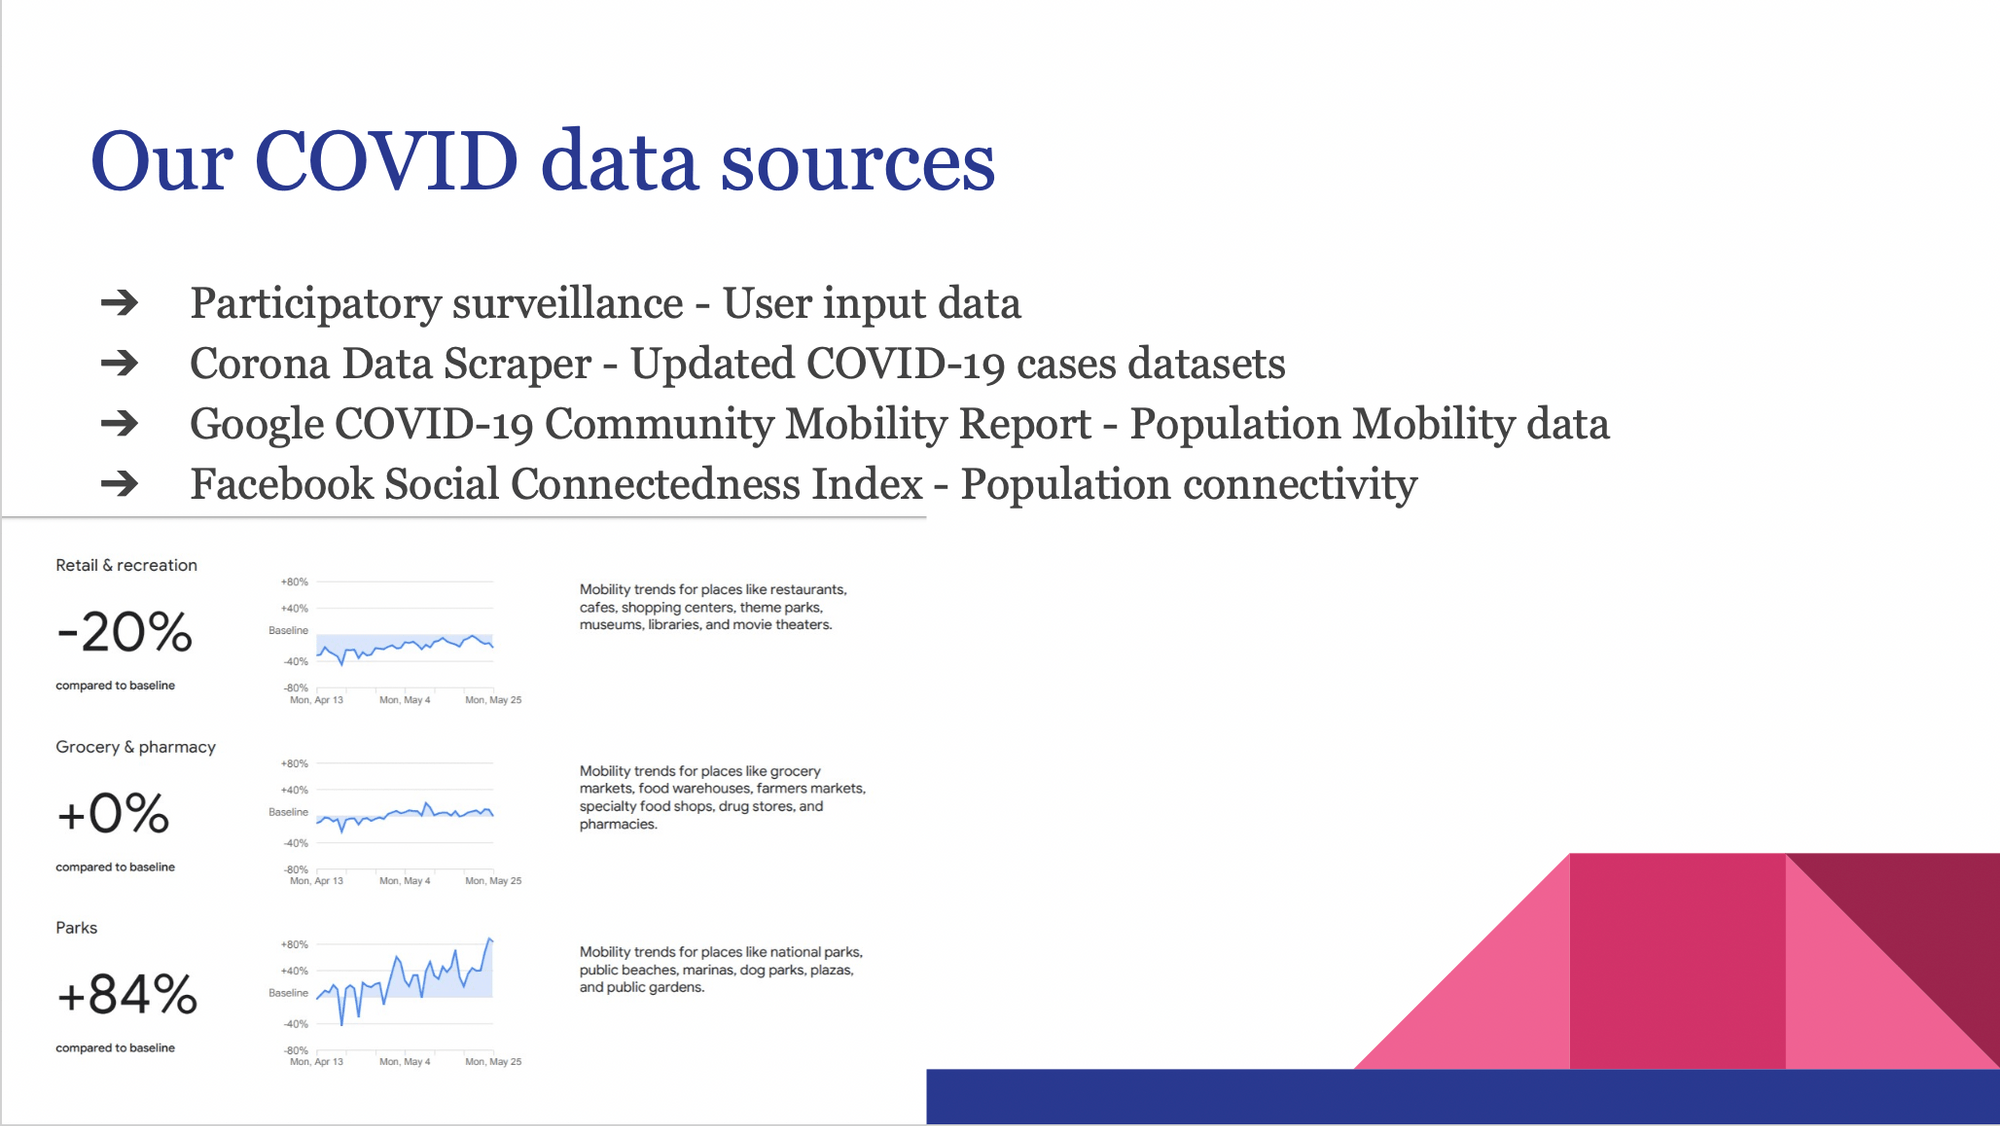 Our COVID data sources
➔ Participatory surveillance - User input data
➔ Corona Data Scraper - Updated COVID-19 cases datasets
➔ Google COVID-19 Community Mobility Report - Population Mobility data
➔ Facebook Social Connectedness Index - Population connectivity
Retail & recreation
-20%
compared to baseline
+80%
+40%
Baseline
-40%
-80%
Mon, Apr 13 Mon, May 4 Mon, May 25
Mobility trends for places like restaurants,
cafes, shopping centers, theme parks,
museums, libraries, and movie theaters.
Grocery & pharmacy
+0%
compared to baseline
+80%
+40%
Baseline
-40%
-80%
Mon, Apr 13 Mon, May 4 Mon, May 25
Mobility trends for places like grocery
markets, food warehouses, farmers markets,
specialty food shops, drug stores, and
pharmacies.
Parks
+84%
compared to baseline
+80%
+40%
Baseline
-40%
-80%
Mon, Apr 13 Mon, May 4 Mon, May 25
Mobility trends for places like national parks,
public beaches, marinas, dog parks, plazas,
and public gardens.